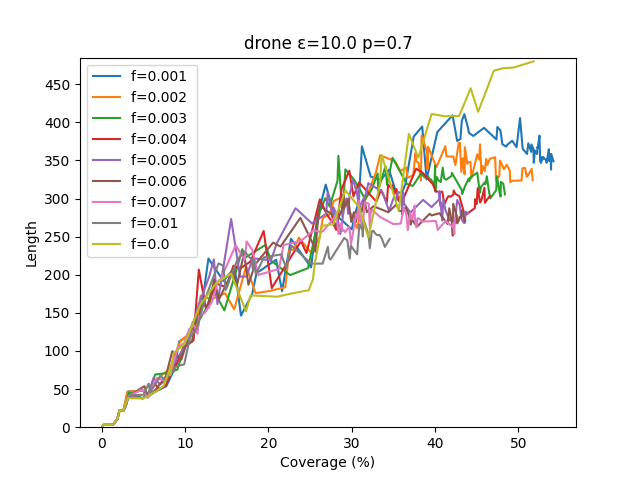 drone ε=10.0 p=0.7
f=0.001
f=0.002
f=0.003
f=0.004
f=0.005
f=0.006
f=0.007
f=0.01
f=0.0
Length
450
400
350
300
250
200
150
100
50
0
0 10 20 30 40 50
Coverage (%)